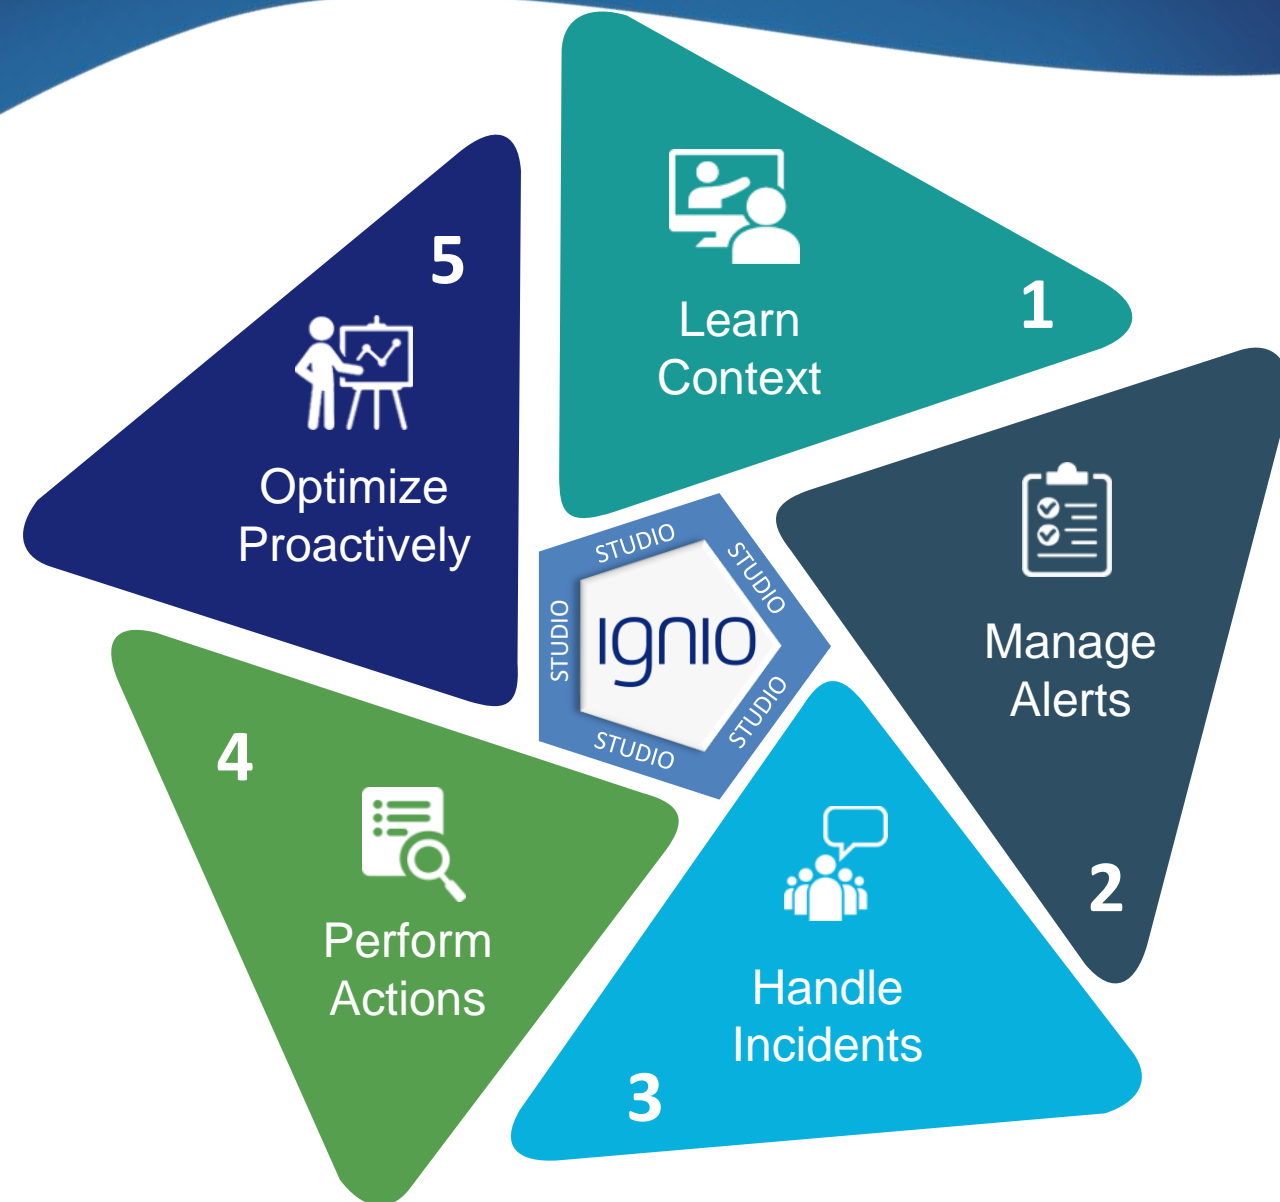 1
Learn
Context
2
Manage
Alerts
3
Handle
Incidents
4
Perform
Actions
5
Optimize
Proactively
STUDIO
STUDIO
STUDIO
STUDIO
STUDIO
ignio